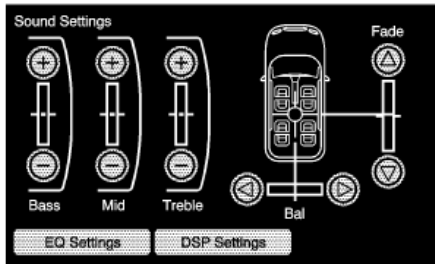 Sound Settings
Fade
Bass
Mid
Treble
Bal
EQ Settings
DSP Settings